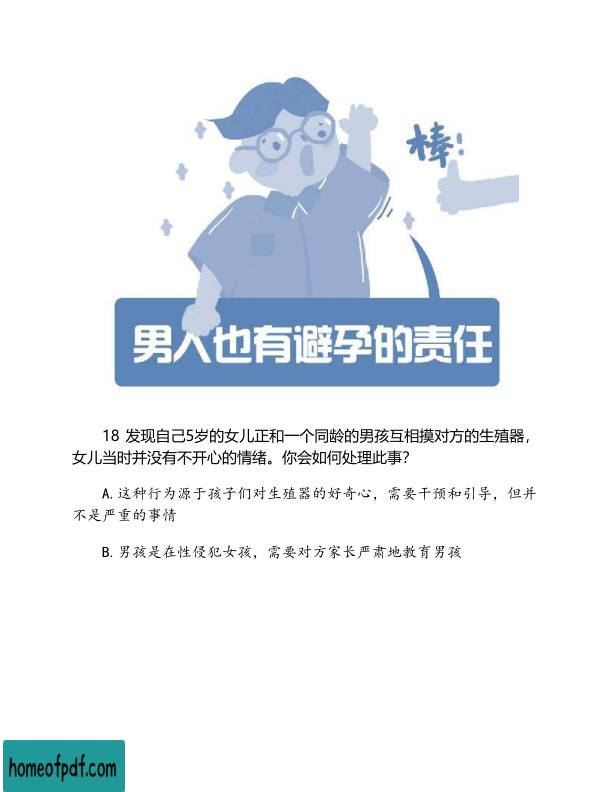 棒!
男人也有避孕的责任
18 发现自己5岁的女儿正和一个同龄的男孩互相摸对方的生殖器，
女儿当时并没有不开心的情绪。你会如何处理此事？
A. 这种行为源于孩子们对生殖器的好奇心，需要干预和引导，但并
不是严重的事情
B. 男孩是在性侵犯女孩，需要对方家长严肃地教育男孩
homeofpdf.com